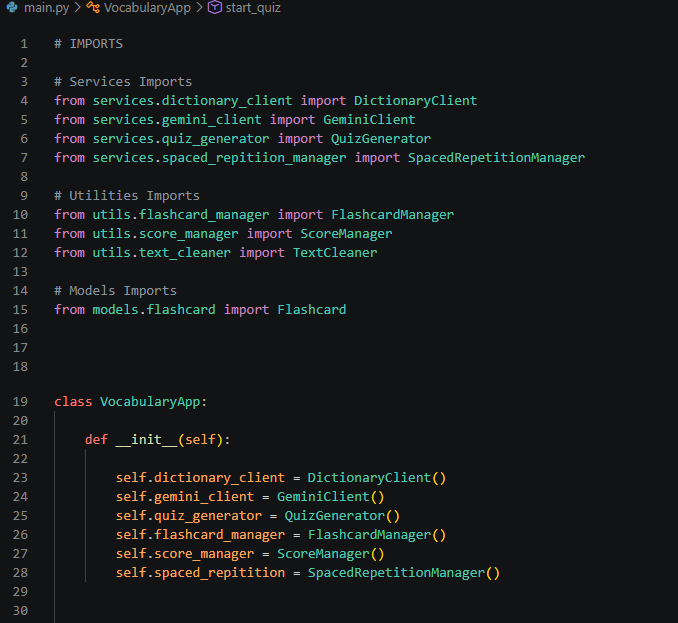 main.py > VocabularyApp > start_quiz
1 # IMPORTS
2
3 # Services Imports
4 from services.dictionary_client import DictionaryClient
5 from services.gemini_client import GeminiClient
6 from services.quiz_generator import QuizGenerator
7 from services.spaced_repitiion_manager import SpacedRepetitionManager
8
9 # Utilities Imports
10 from utils.flashcard_manager import FlashcardManager
11 from utils.score_manager import ScoreManager
12 from utils.text_cleaner import TextCleaner
13
14 # Models Imports
15 from models.flashcard import Flashcard
16
17
18
19 class VocabularyApp:
20
21 def __init__(self):
22
23 self.dictionary_client = DictionaryClient()
24 self.gemini_client = GeminiClient()
25 self.quiz_generator = QuizGenerator()
26 self.flashcard_manager = FlashcardManager()
27 self.score_manager = ScoreManager()
28 self.spaced_repitition = SpacedRepetitionManager()
29
30